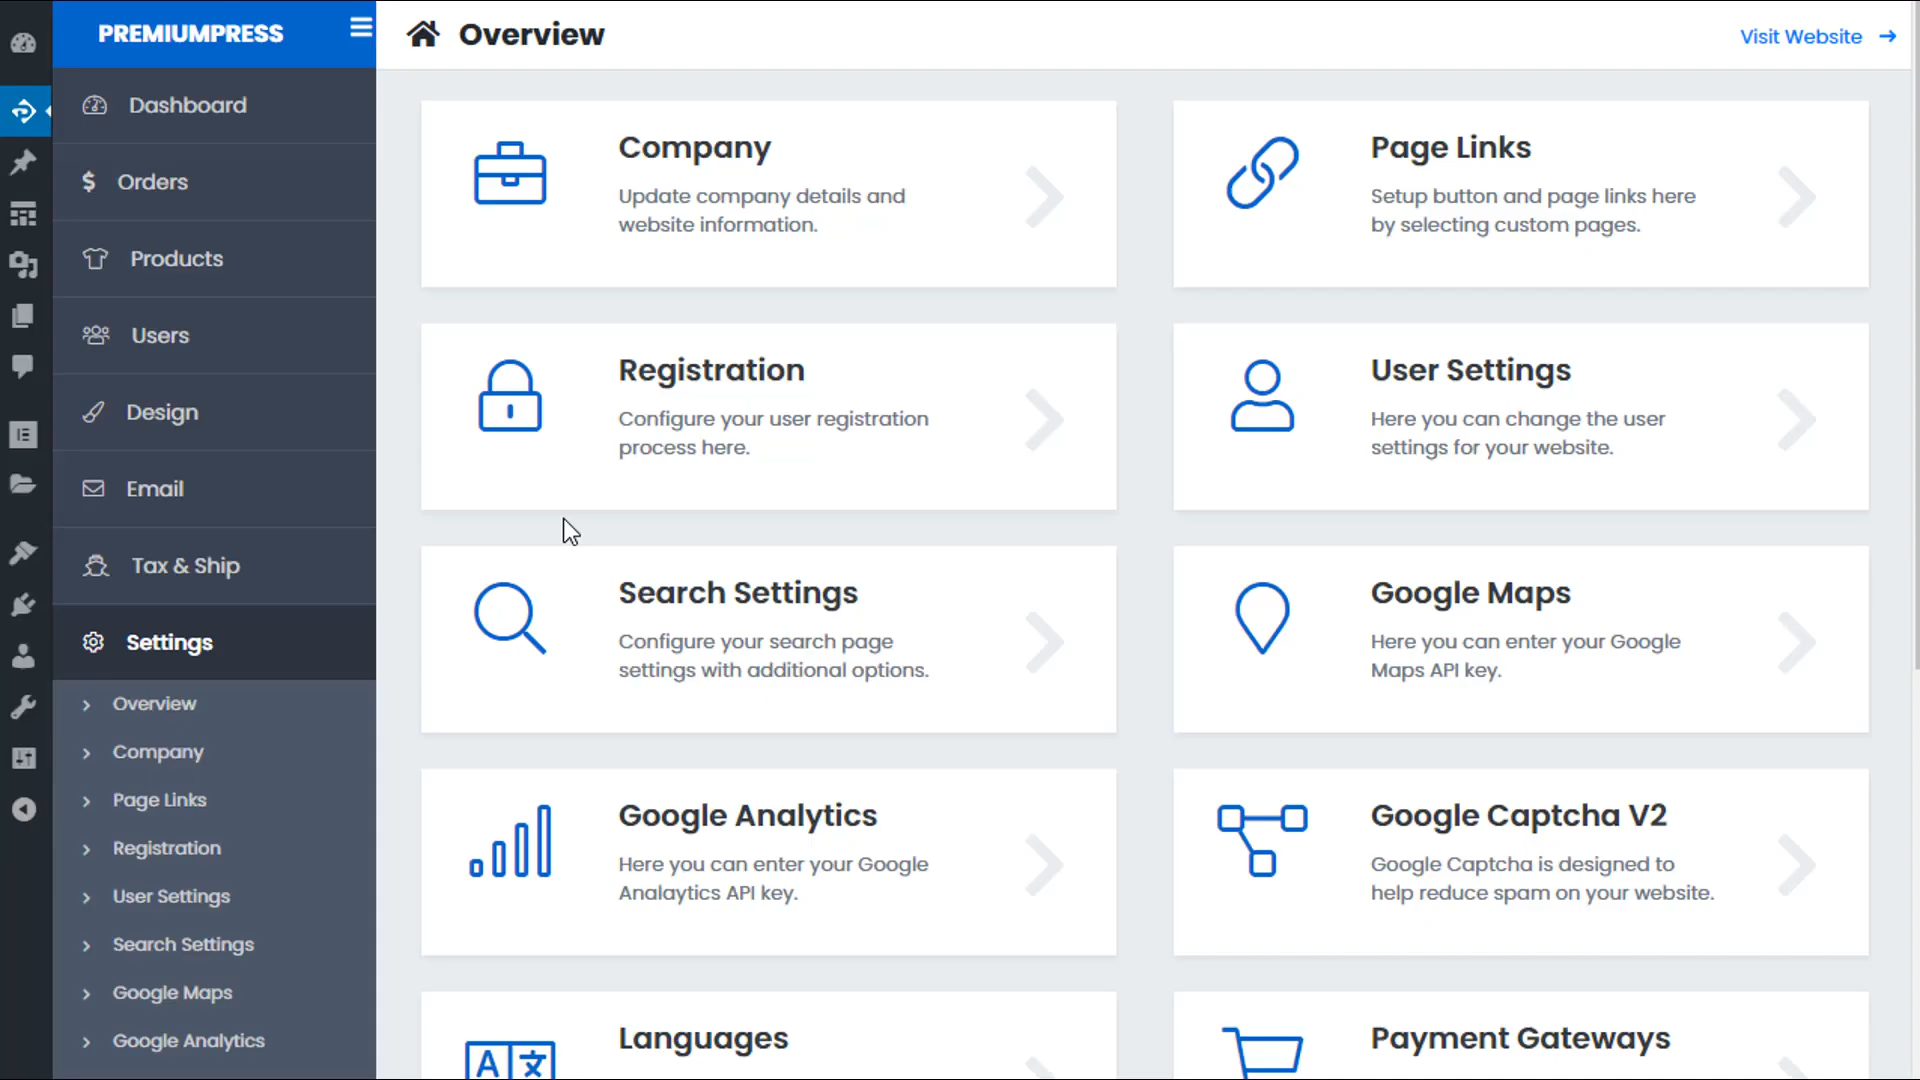 PREMIUMPRESS
Overview
Visit Website
Dashboard
Orders
Products
Users
Design
Email
Tax & Ship
Settings
Overview
Company
Page Links
Registration
User Settings
Search Settings
Google Maps
Google Analytics
Company
Update company details and
website information.
Page Links
Setup button and page links here
by selecting custom pages.
Registration
Configure your user registration
process here.
User Settings
Here you can change the user
settings for your website.
Search Settings
Configure your search page
settings with additional options.
Google Maps
Here you can enter your Google
Maps API key.
Google Analytics
Here you can enter your Google
Analaytics API key.
Google Captcha V2
Google Captcha is designed to
help reduce spam on your website.
A 文
Languages
Payment Gateways